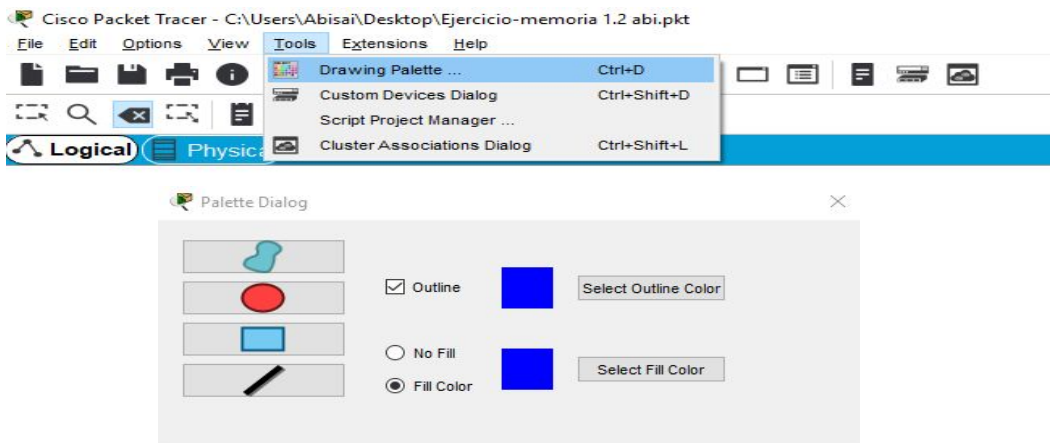 Cisco Packet Tracer - C:\Users\Abisai\Desktop\Ejercicio-memoria 1.2 abi.pkt
File Edit Options View Tools Extensions Help
Drawing Palette ... Ctrl+D
Custom Devices Dialog Ctrl+Shift+D
Script Project Manager ...
Cluster Associations Dialog Ctrl+Shift+L
Logical
Palette Dialog
Outline
Select Outline Color
No Fill
Select Fill Color
Fill Color